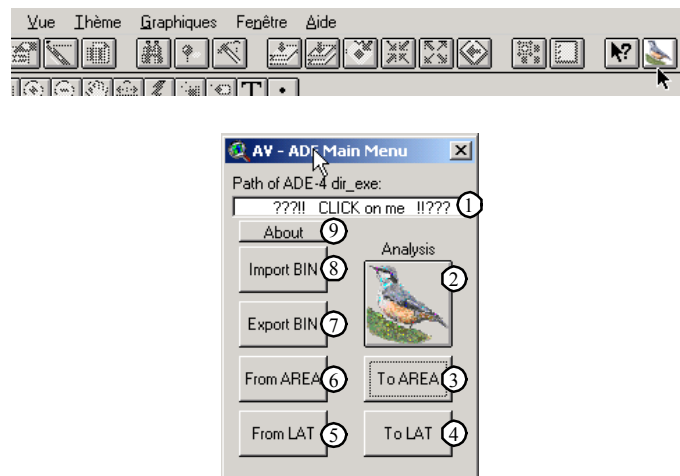 Vue Thème Graphiques Fenêtre Aide
T
?
AV - ADE Main Menu
Path of ADE-4 dir_exe:
???!! CLICK on me !!??? 1
About 9
Analysis
Import BIN 8
2
Export BIN 7
From AREA 6 To AREA 3
From LAT 5 To LAT 4